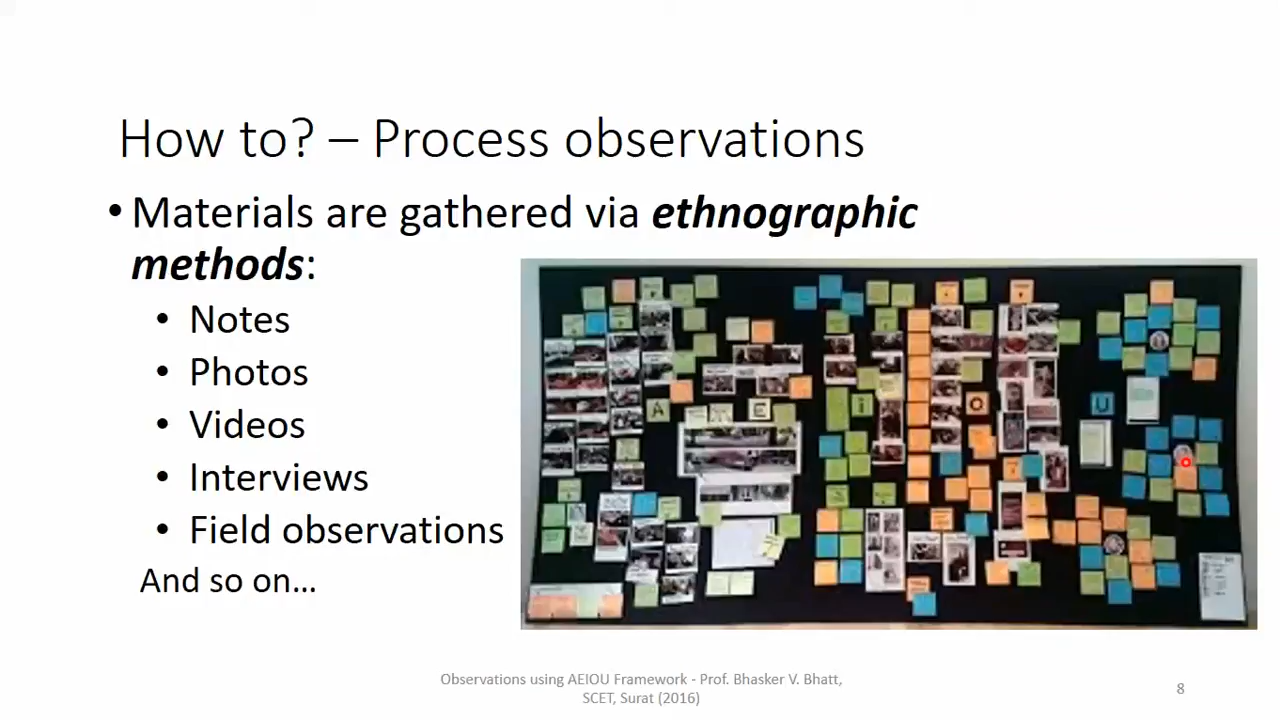 How to? – Process observations
• Materials are gathered via ethnographic
methods:
• Notes
• Photos
• Videos
• Interviews
• Field observations
And so on...
A E i O U
Observations using AEIOU Framework - Prof. Bhasker V. Bhatt,
SCET, Surat (2016)
8